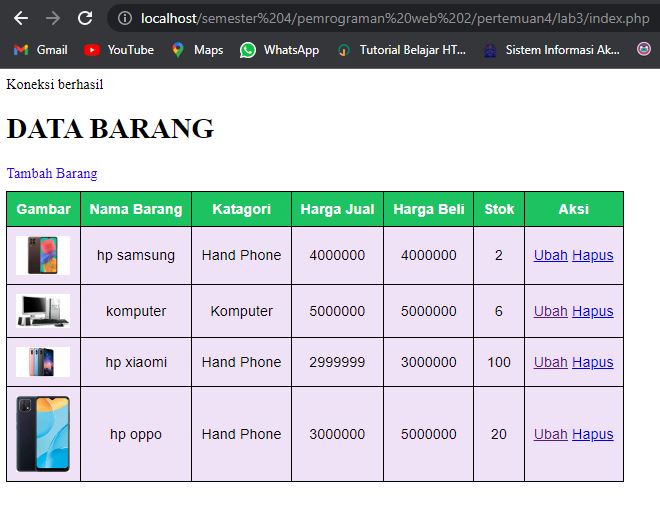 localhost/semester%204/pemrograman%20web%202/pertemuan4/lab3/index.php
Gmail YouTube Maps WhatsApp Tutorial Belajar HT... Sistem Informasi Ak...
Koneksi berhasil
DATA BARANG
Tambah Barang
Gambar Nama Barang Katagori Harga Jual Harga Beli Stok Aksi
hp samsung Hand Phone 4000000 4000000 2 Ubah Hapus
komputer Komputer 5000000 5000000 6 Ubah Hapus
hp xiaomi Hand Phone 2999999 3000000 100 Ubah Hapus
hp oppo Hand Phone 3000000 5000000 20 Ubah Hapus